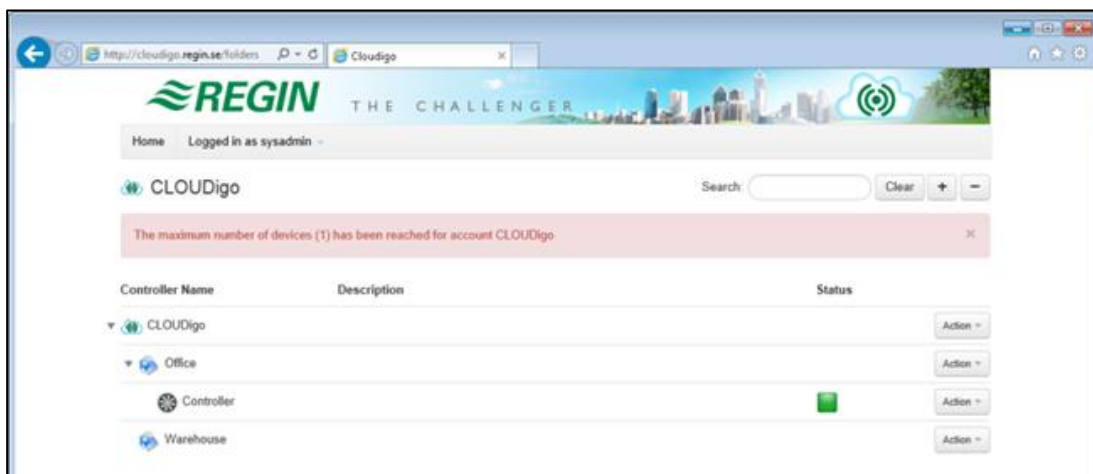 http://cloudigo.regin.se/folders
Cloudigo
REGIN THE CHALLENGER
Home Logged in as sysadmin
CLOUDigo Search: Clear + −
The maximum number of devices (1) has been reached for account CLOUDigo ×
Controller Name Description Status
CLOUDigo Action
Office Action
Controller Action
Warehouse Action